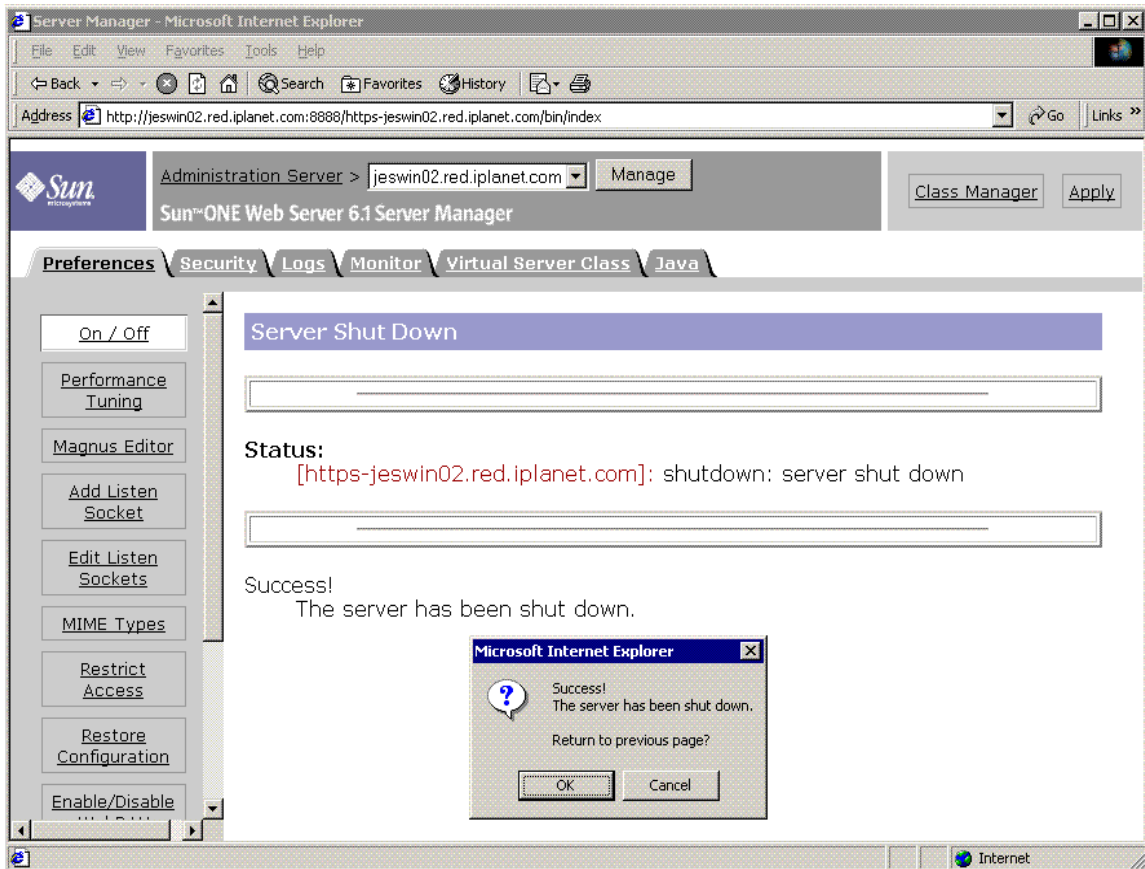 Server Manager - Microsoft Internet Explorer
File Edit View Favorites Tools Help
Back Search Favorites History
Address http://jeswin02.red.iplanet.com:8888/https-jeswin02.red.iplanet.com/bin/index Go Links »
Sun
microsystems
Administration Server > jeswin02.red.iplanet.com Manage
Sun™ONE Web Server 6.1 Server Manager
Class Manager Apply
Preferences Security Logs Monitor Virtual Server Class Java
On / Off
Performance
Tuning
Magnus Editor
Add Listen
Socket
Edit Listen
Sockets
MIME Types
Restrict
Access
Restore
Configuration
Enable/Disable
Server Shut Down
Status:
[https-jeswin02.red.iplanet.com]: shutdown: server shut down
Success!
The server has been shut down.
Microsoft Internet Explorer
Success!
The server has been shut down.
Return to previous page?
OK Cancel
Internet